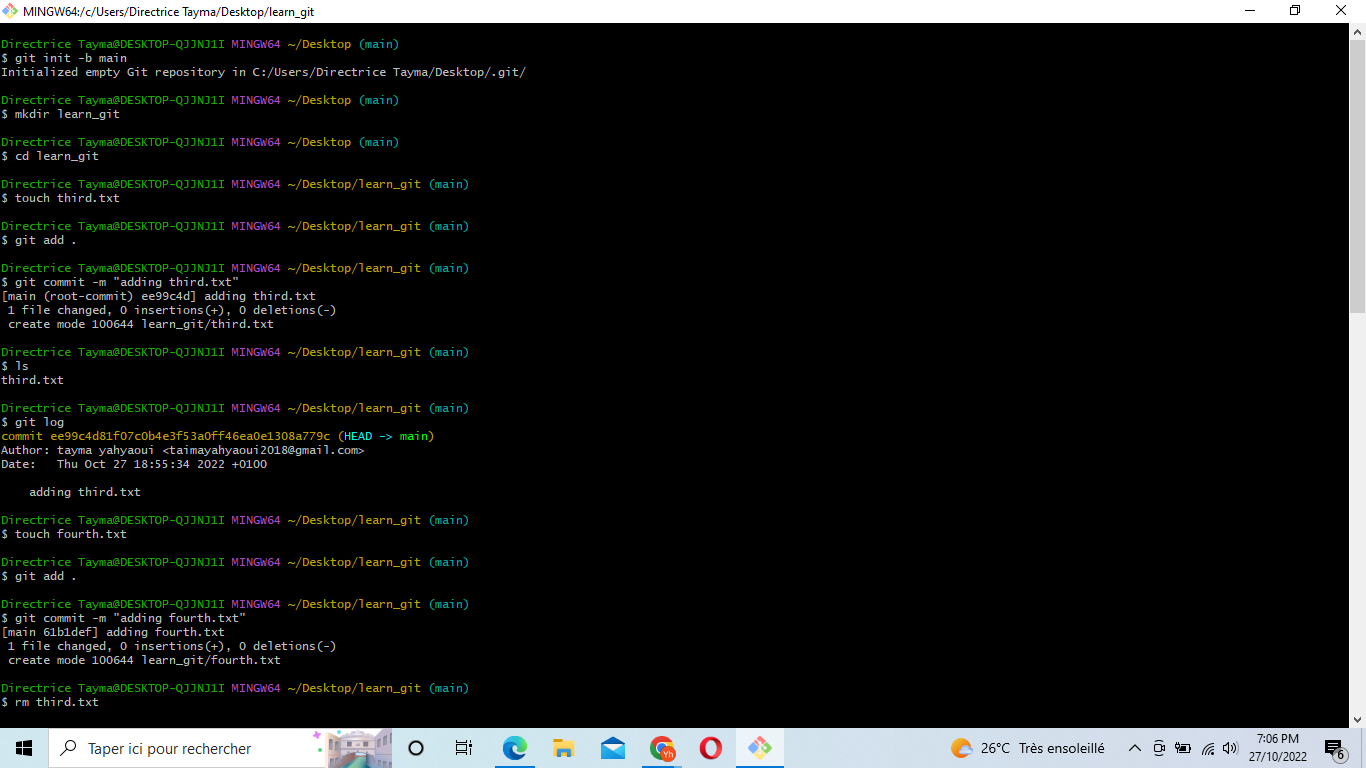 MINGW64:/c/Users/Directrice Tayma/Desktop/learn_git
Directrice Tayma@DESKTOP-QJJNJ1I MINGW64 ~/Desktop (main)
$ git init -b main
Initialized empty Git repository in C:/Users/Directrice Tayma/Desktop/.git/
Directrice Tayma@DESKTOP-QJJNJ1I MINGW64 ~/Desktop (main)
$ mkdir learn_git
Directrice Tayma@DESKTOP-QJJNJ1I MINGW64 ~/Desktop (main)
$ cd learn_git
Directrice Tayma@DESKTOP-QJJNJ1I MINGW64 ~/Desktop/learn_git (main)
$ touch third.txt
Directrice Tayma@DESKTOP-QJJNJ1I MINGW64 ~/Desktop/learn_git (main)
$ git add .
Directrice Tayma@DESKTOP-QJJNJ1I MINGW64 ~/Desktop/learn_git (main)
$ git commit -m "adding third.txt"
[main (root-commit) ee99c4d] adding third.txt
 1 file changed, 0 insertions(+), 0 deletions(-)
 create mode 100644 learn_git/third.txt
Directrice Tayma@DESKTOP-QJJNJ1I MINGW64 ~/Desktop/learn_git (main)
$ ls
third.txt
Directrice Tayma@DESKTOP-QJJNJ1I MINGW64 ~/Desktop/learn_git (main)
$ git log
commit ee99c4d81f07c0b4e3f53a0ff46ea0e1308a779c (HEAD -> main)
Author: tayma yahyaoui <taimayahyaoui2018@gmail.com>
Date:   Thu Oct 27 18:55:34 2022 +0100
    adding third.txt
Directrice Tayma@DESKTOP-QJJNJ1I MINGW64 ~/Desktop/learn_git (main)
$ touch fourth.txt
Directrice Tayma@DESKTOP-QJJNJ1I MINGW64 ~/Desktop/learn_git (main)
$ git add .
Directrice Tayma@DESKTOP-QJJNJ1I MINGW64 ~/Desktop/learn_git (main)
$ git commit -m "adding fourth.txt"
[main 61b1def] adding fourth.txt
 1 file changed, 0 insertions(+), 0 deletions(-)
 create mode 100644 learn_git/fourth.txt
Directrice Tayma@DESKTOP-QJJNJ1I MINGW64 ~/Desktop/learn_git (main)
$ rm third.txt
Taper ici pour rechercher
Yh
26°C Très ensoleillé
7:06 PM
27/10/2022
6